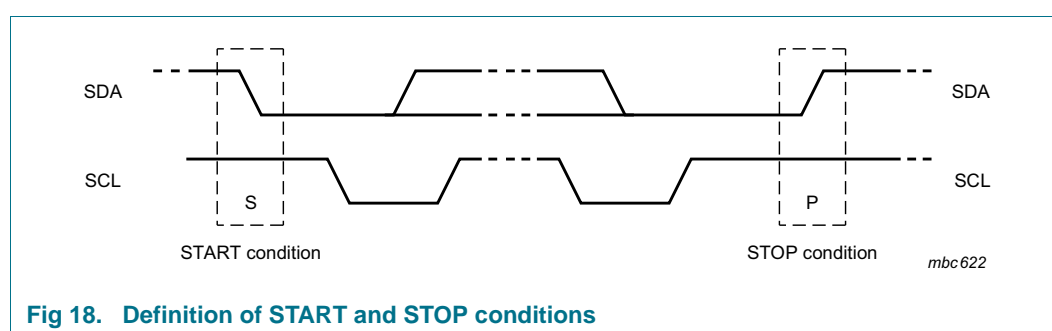 SDA
SDA
SCL
SCL
S
P
START condition
STOP condition
mbc622
Fig 18. Definition of START and STOP conditions